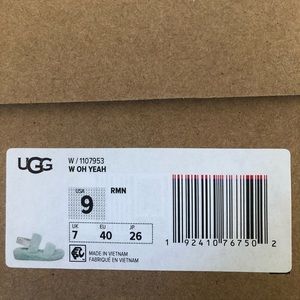 UGG
W / 1107953
W OH YEAH
USA
9
RMN
UK EU JP
7 40 26
MADE IN VIETNAM
FABRIQUÉ EN VIETNAM
1 92410 76750 2